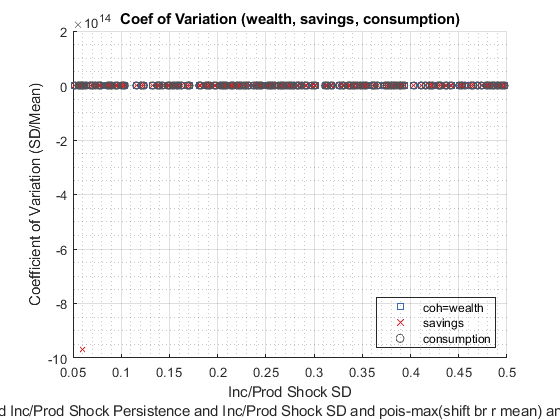 Coef of Variation (wealth, savings, consumption)
×10^14
2
0
-2
-4
-6
-8
-10
Coefficient of Variation (SD/Mean)
coh=wealth
savings
consumption
0.05 0.1 0.15 0.2 0.25 0.3 0.35 0.4 0.45 0.5
Inc/Prod Shock SD
d Inc/Prod Shock Persistence and Inc/Prod Shock SD and pois-max(shift br r mean) an